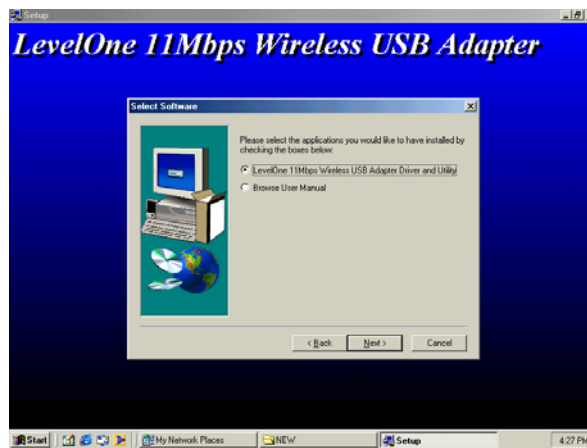 Setup
LevelOne 11Mbps Wireless USB Adapter
Select Software
Please select the applications you would like to have installed by
checking the boxes below:
LevelOne 11Mbps Wireless USB Adapter Driver and Utility
Browse User Manual
< Back
Next >
Cancel
Start
My Network Places
NEW
Setup
4:27 PM